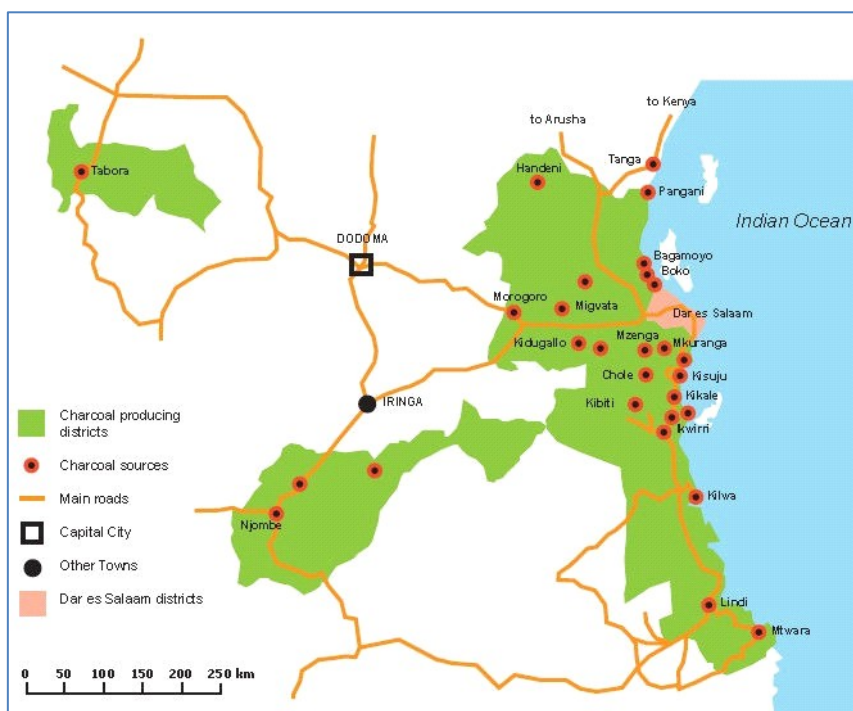 to Kenya
to Arusha
Tanga
Handeni
Tabora
Pangani
Indian Ocean
DODOMA
Bagamoyo
Boko
Morogoro
Migvata
Dar es Salaam
Mzenga
Kidugallo
Mkuranga
Chole
Kisuju
Kikale
IRINGA
Kibiti
Ikwirri
Charcoal producing
districts
Charcoal sources
Main roads
Kilwa
Njombe
Capital City
Other Towns
Dar es Salaam districts
Lindi
Mtwara
0 50 100 150 200 250 km